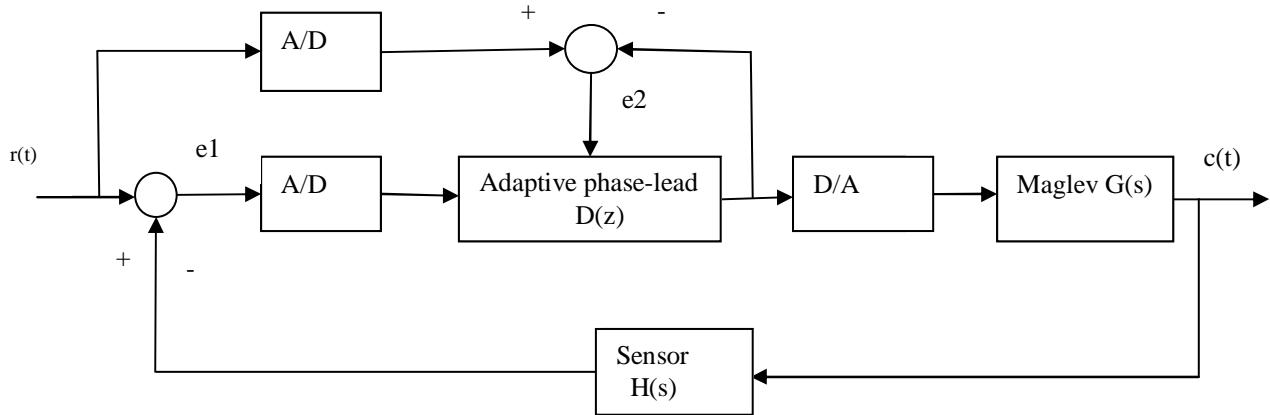 A/D
+
-
e2
r(t)
e1
A/D
Adaptive phase-lead
D(z)
D/A
Maglev G(s)
c(t)
+
-
Sensor
H(s)